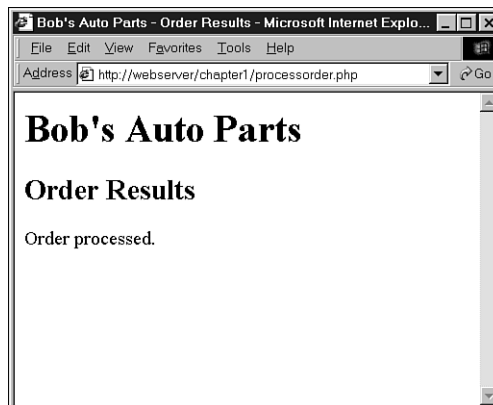 Bob's Auto Parts - Order Results - Microsoft Internet Explo...
File Edit View Favorites Tools Help
Address http://webserver/chapter1/processorder.php Go
Bob's Auto Parts
Order Results
Order processed.